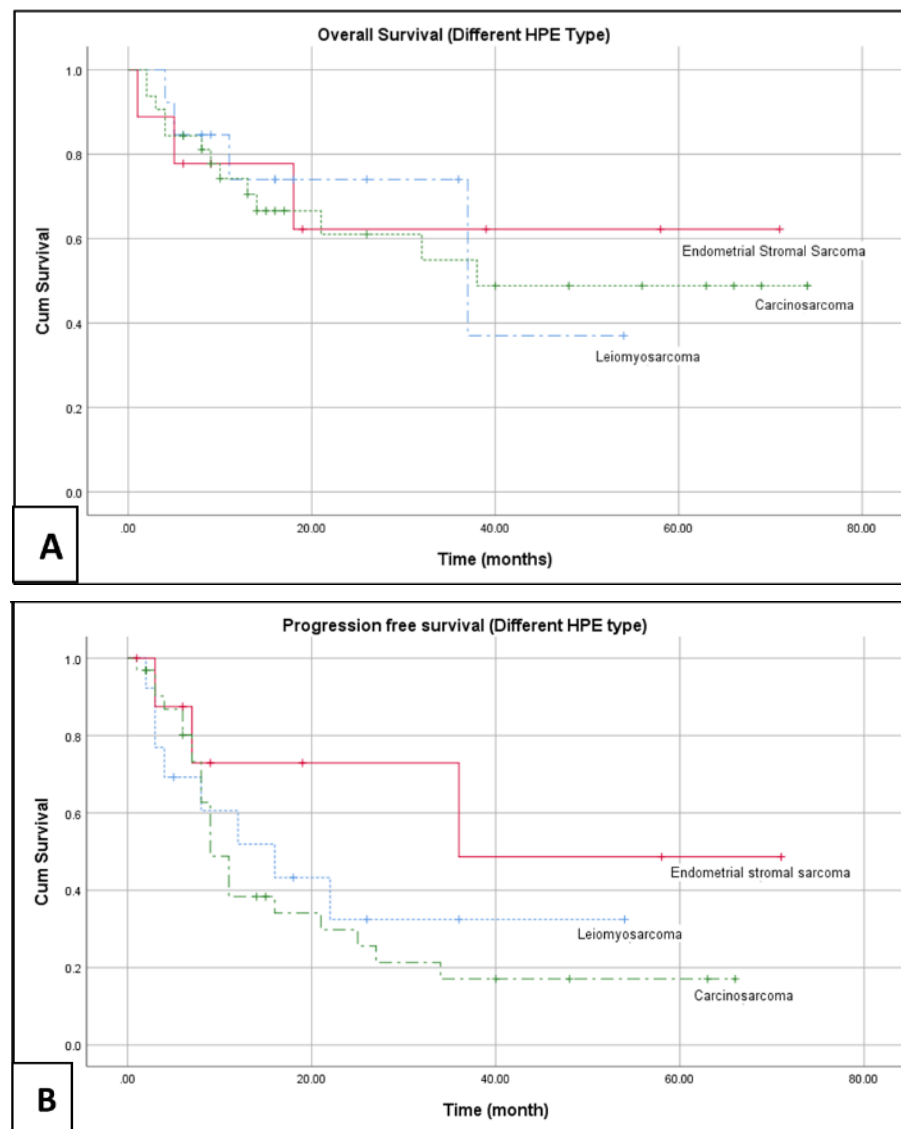 Overall Survival (Different HPE Type)
1.0
0.8
0.6
0.4
0.2
0.0
Cum Survival
Endometrial Stromal Sarcoma
Carcinosarcoma
Leiomyosarcoma
.00
20.00
40.00
60.00
80.00
Time (months)
A
Progression free survival (Different HPE type)
1.0
0.8
0.6
0.4
0.2
0.0
Cum Survival
Endometrial stromal sarcoma
Leiomyosarcoma
Carcinosarcoma
.00
20.00
40.00
60.00
80.00
Time (month)
B